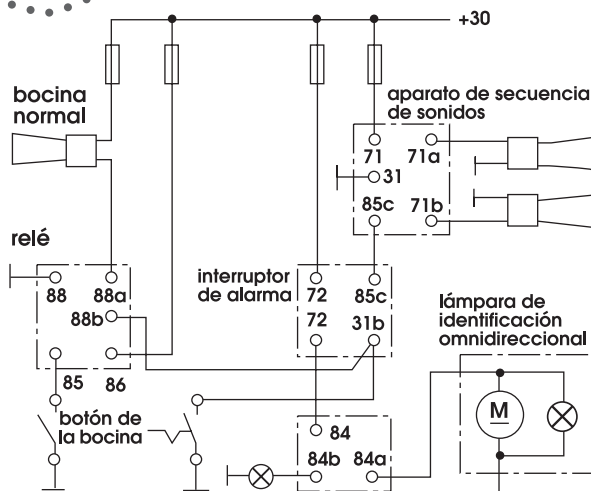 +30
bocina
normal
aparato de secuencia
de sonidos
71
71a
31
85c
71b
relé
88
88a
88b
85
86
interruptor
de alarma
72
85c
72
31b
lámpara de
identificación
omnidireccional
M
botón de
la bocina
84
84b
84a